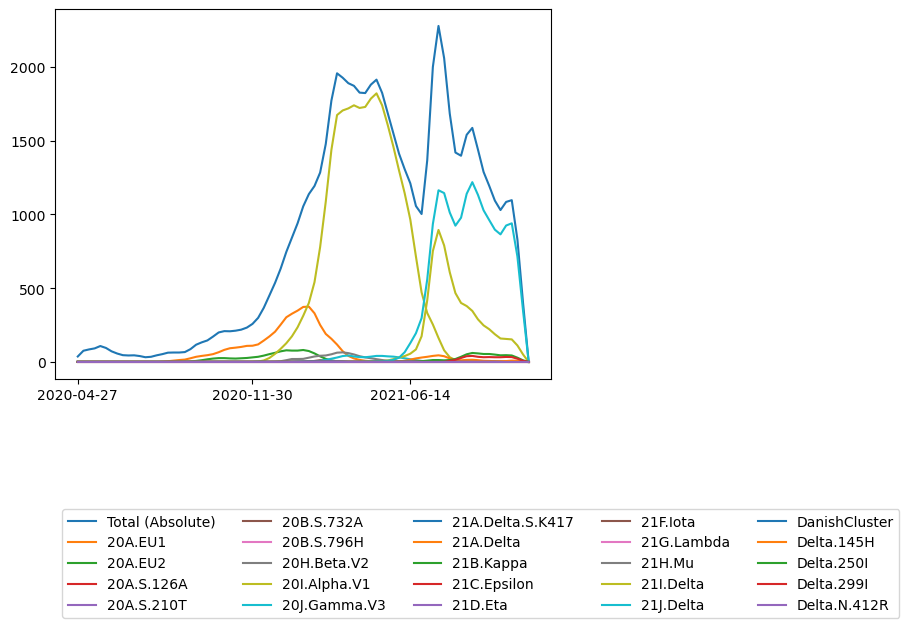 2000
1500
1000
500
0
2020-04-27 2020-11-30 2021-06-14
Total (Absolute) 20B.S.732A 21A.Delta.S.K417 21F.Iota DanishCluster
20A.EU1 20B.S.796H 21A.Delta 21G.Lambda Delta.145H
20A.EU2 20H.Beta.V2 21B.Kappa 21H.Mu Delta.250I
20A.S.126A 20I.Alpha.V1 21C.Epsilon 21I.Delta Delta.299I
20A.S.210T 20J.Gamma.V3 21D.Eta 21J.Delta Delta.N.412R